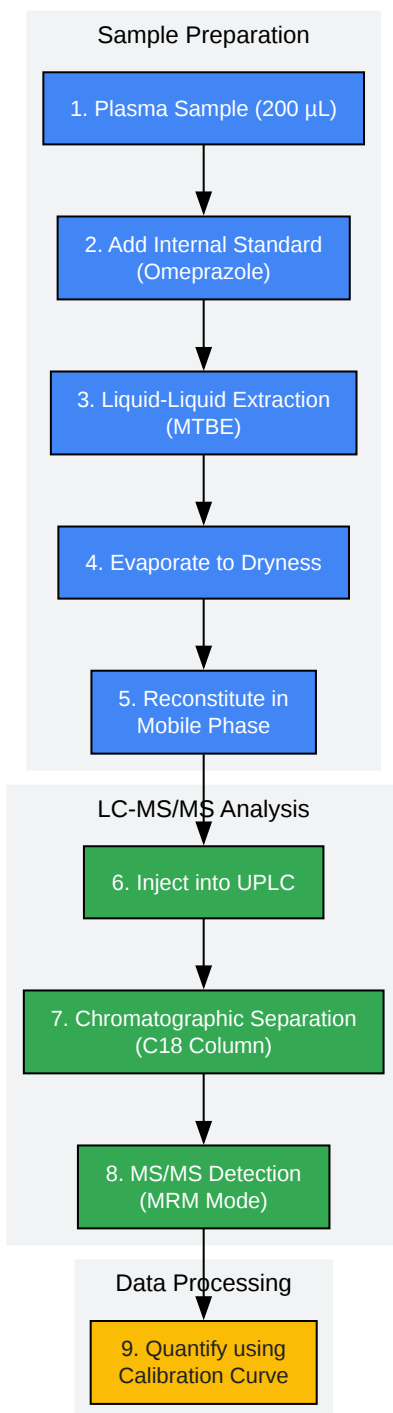 Sample Preparation
1. Plasma Sample (200 µL)
2. Add Internal Standard
(Omeprazole)
3. Liquid-Liquid Extraction
(MTBE)
4. Evaporate to Dryness
5. Reconstitute in
Mobile Phase
LC-MS/MS Analysis
6. Inject into UPLC
7. Chromatographic Separation
(C18 Column)
8. MS/MS Detection
(MRM Mode)
Data Processing
9. Quantify using
Calibration Curve